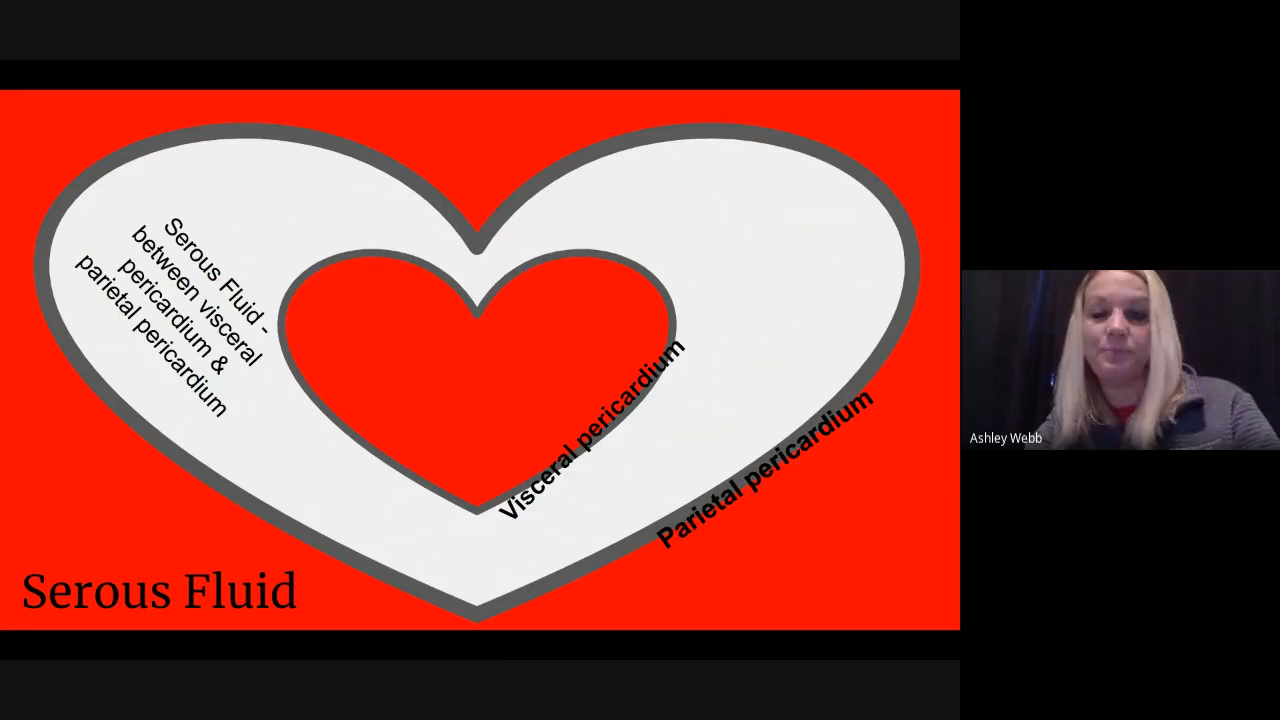 Serous Fluid -
between visceral
pericardium &
parietal pericardium
Visceral pericardium
Parietal pericardium
Serous Fluid
Ashley Webb